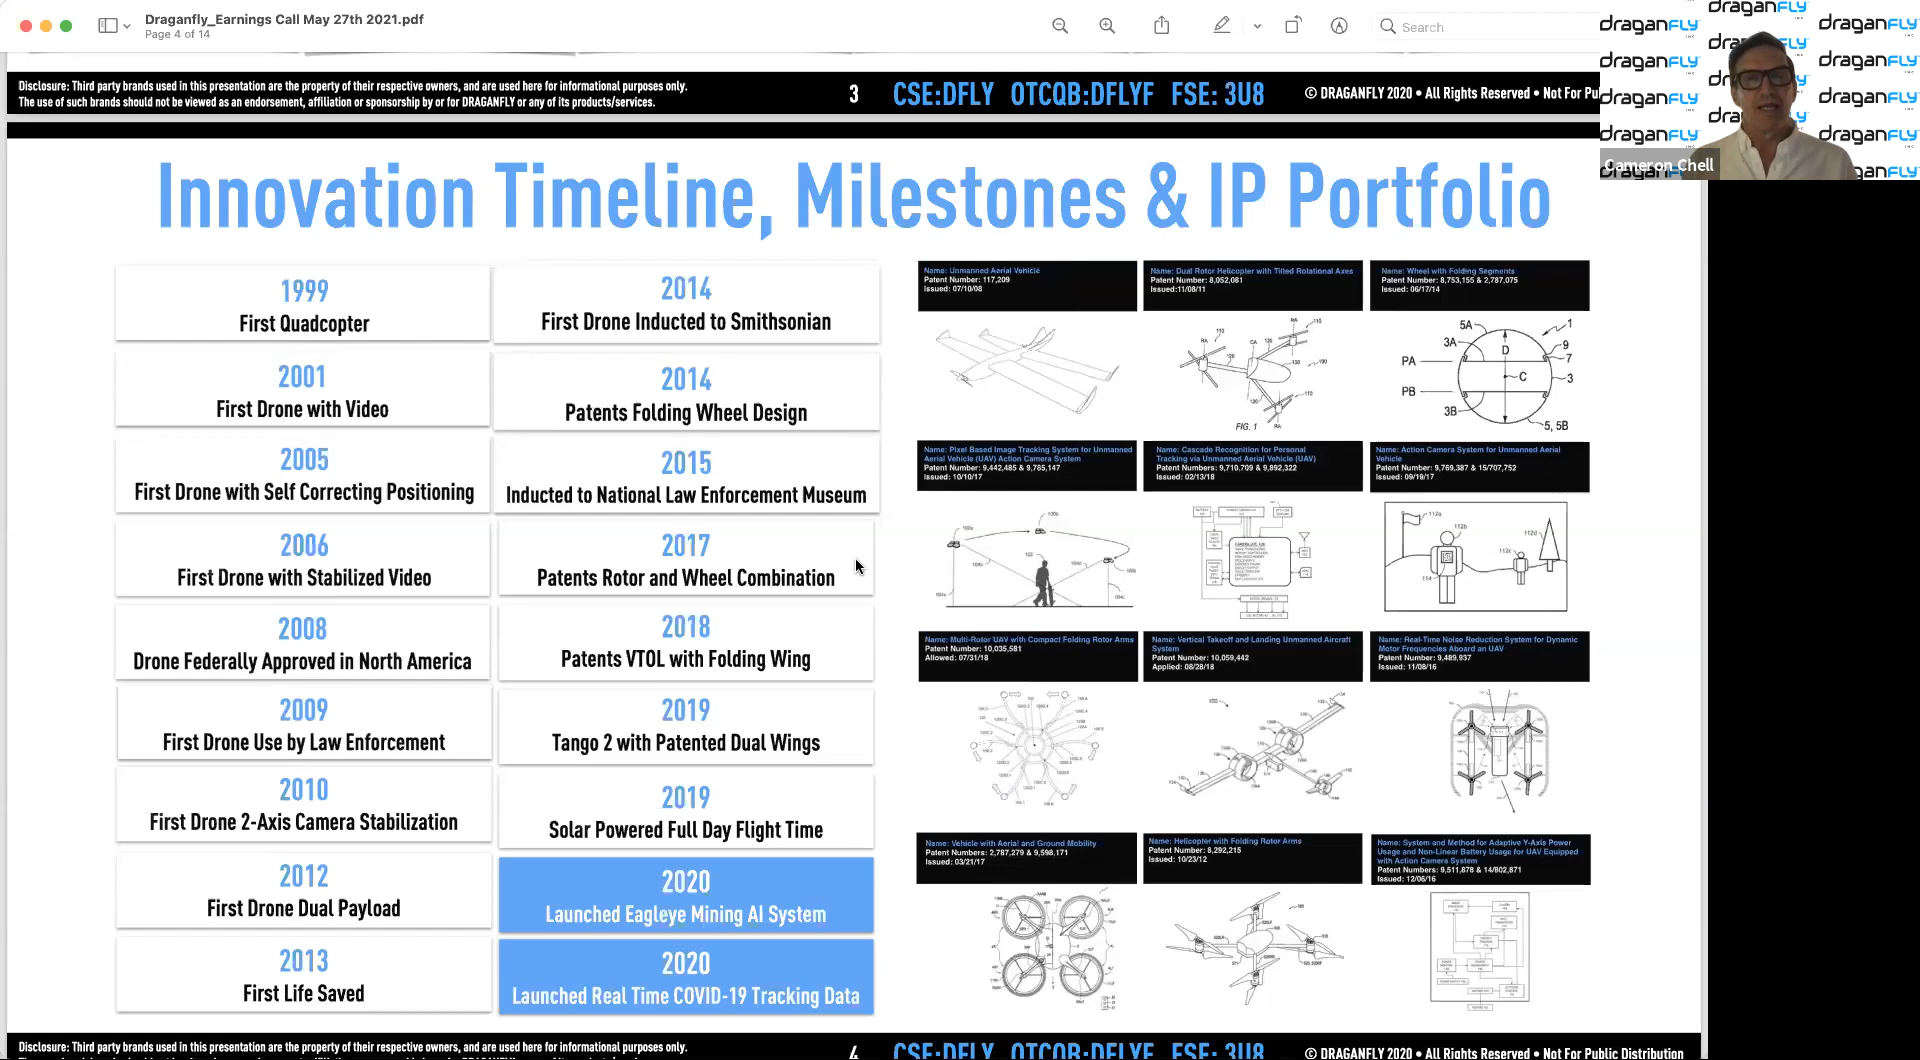 Draganfly_Earnings Call May 27th 2021.pdf
Page 4 of 14
Search
draganFLY
Cameron Chell
Disclosure: Third party brands used in this presentation are the property of their respective owners, and are used here for informational purposes only.
The use of such brands should not be viewed as an endorsement, affiliation or sponsorship by or for DRAGANFLY or any of its products/services.
3
CSE:DFLY OTCQB:DFLYF FSE: 3U8
© DRAGANFLY 2020 • All Rights Reserved • Not For
Innovation Timeline, Milestones & IP Portfolio
1999
First Quadcopter
2001
First Drone with Video
2005
First Drone with Self Correcting Positioning
2006
First Drone with Stabilized Video
2008
Drone Federally Approved in North America
2009
First Drone Use by Law Enforcement
2010
First Drone 2-Axis Camera Stabilization
2012
First Drone Dual Payload
2013
First Life Saved
2014
First Drone Inducted to Smithsonian
2014
Patents Folding Wheel Design
2015
Inducted to National Law Enforcement Museum
2017
Patents Rotor and Wheel Combination
2018
Patents VTOL with Folding Wing
2019
Tango 2 with Patented Dual Wings
2019
Solar Powered Full Day Flight Time
2020
Launched Eagleye Mining AI System
2020
Launched Real Time COVID-19 Tracking Data
Name: Unmanned Aerial Vehicle
Patent Number: 117,209
Issued: 07/10/08
Name: Dual Rotor Helicopter with Tilted Rotational Axes
Patent Number: 8,052,081
Issued:11/08/11
Name: Wheel with Folding Segments
Patent Number: 8,753,155 & 2,787,075
Issued: 06/17/14
FIG. 1
5A
1
3A
D
9
7
PA
C
3
PB
3B
5, 5B
Name: Pixel Based Image Tracking System for Unmanned
Aerial Vehicle (UAV) Action Camera System
Patent Number: 9,442,485 & 9,785,147
Issued: 10/10/17
Name: Cascade Recognition for Personal
Tracking via Unmanned Aerial Vehicle (UAV)
Patent Numbers: 9,710,709 & 9,892,322
Issued: 02/13/18
Name: Action Camera System for Unmanned Aerial
Vehicle
Patent Number: 9,769,387 & 15/707,752
Issued: 09/19/17
112a
112b
112d
112c
114
Name: Multi-Rotor UAV with Compact Folding Rotor Arms
Patent Number: 10,035,581
Allowed: 07/31/18
Name: Vertical Takeoff and Landing Unmanned Aircraft
System
Patent Number: 10,059,442
Applied: 08/28/18
Name: Real-Time Noise Reduction System for Dynamic
Motor Frequencies Aboard an UAV
Patent Number: 9,489,937
Issued: 11/08/16
Name: Vehicle with Aerial and Ground Mobility
Patent Numbers: 2,787,279 & 9,598,171
Issued: 03/21/17
Name: Helicopter with Folding Rotor Arms
Patent Number: 8,292,215
Issued: 10/23/12
Name: System and Method for Adaptive Y-Axis Power
Usage and Non-Linear Battery Usage for UAV Equipped
with Action Camera System
Patent Numbers: 9,511,878 & 14/802,871
Issued: 12/06/16
Disclosure: Third party brands used in this presentation are the property of their respective owners, and are used here for informational purposes only.
4
CSE:DFLY OTCQB:DFLYF FSE: 3U8
© DRAGANFLY 2020 • All Rights Reserved • Not For Public Distribution